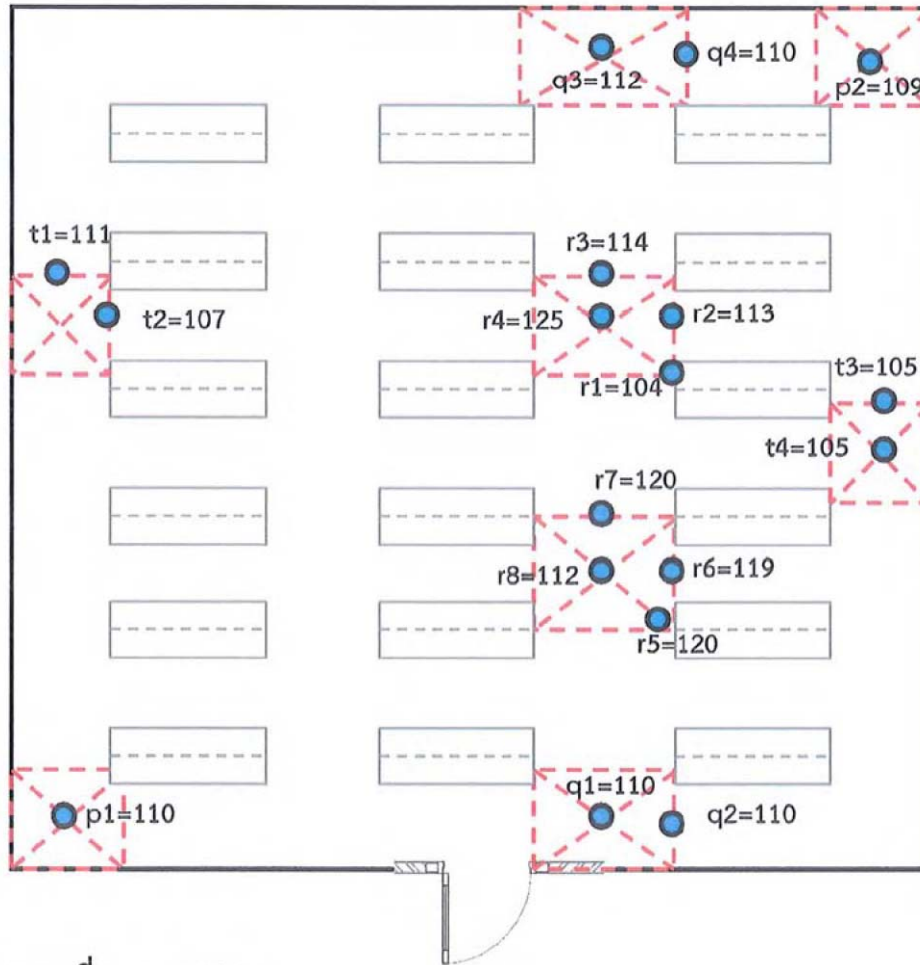 q4=110
q3=112
p2=109
t1=111
r3=114
t2=107
r4=125
r2=113
r1=104
t3=105
t4=105
r7=120
r8=112
r6=119
r5=120
q1=110
p1=110
q2=110
d